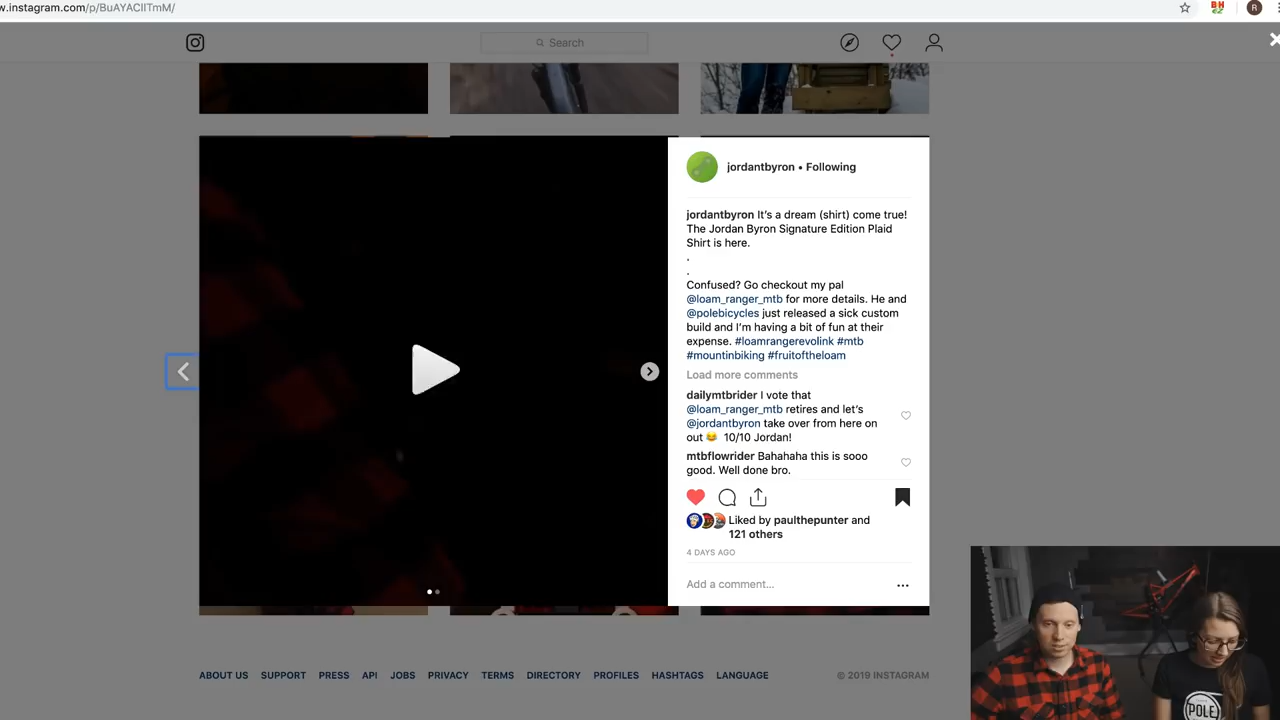 w.instagram.com/p/BuAYACIlTmM/
R
Search
jordantbyron • Following
jordantbyron It's a dream (shirt) come true!
The Jordan Byron Signature Edition Plaid
Shirt is here.
.
.
Confused? Go checkout my pal
@loam_ranger_mtb for more details. He and
@polebicycles just released a sick custom
build and I'm having a bit of fun at their
expense. #loamrangerevolink #mtb
#mountinbiking #fruitoftheloam
Load more comments
dailymtbrider I vote that
@loam_ranger_mtb retires and let's
@jordantbyron take over from here on
out 😂 10/10 Jordan!
mtbflowrider Bahahaha this is sooo
good. Well done bro.
Liked by paulthepunter and
121 others
4 DAYS AGO
Add a comment...
ABOUT US SUPPORT PRESS API JOBS PRIVACY TERMS DIRECTORY PROFILES HASHTAGS LANGUAGE © 2019 INSTAGRAM
POLE